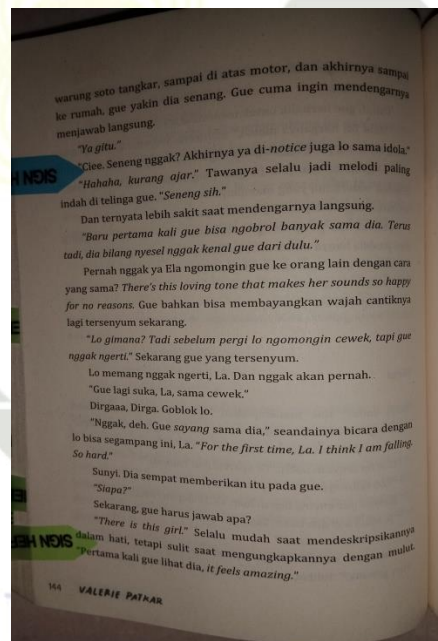 warung soto tangkar, sampai di atas motor, dan akhirnya sampai
ke rumah, gue yakin dia senang. Gue cuma ingin mendengarnya
menjawab langsung.
"Ya gitu."
"Ciee. Seneng nggak? Akhirnya ya di-notice juga lo sama idola."
"Hahaha, kurang ajar." Tawanya selalu jadi melodi paling
indah di telinga gue. "Seneng sih."
Dan ternyata lebih sakit saat mendengarnya langsung.
"Baru pertama kali gue bisa ngobrol banyak sama dia. Terus
tadi, dia bilang nyesel nggak kenal gue dari dulu."
Pernah nggak ya Ela ngomongin gue ke orang lain dengan cara
yang sama? There's this loving tone that makes her sounds so happy
for no reasons. Gue bahkan bisa membayangkan wajah cantiknya
lagi tersenyum sekarang.
"Lo gimana? Tadi sebelum pergi lo ngomongin cewek, tapi gue
nggak ngerti." Sekarang gue yang tersenyum.
Lo memang nggak ngerti, La. Dan nggak akan pernah.
"Gue lagi suka, La, sama cewek."
Dirgaaa, Dirga. Goblok lo.
"Nggak, deh. Gue sayang sama dia," seandainya bicara dengan
lo bisa segampang ini, La. "For the first time, La. I think I am falling.
So hard."
Sunyi. Dia sempat memberikan itu pada gue.
"Siapa?"
Sekarang, gue harus jawab apa?
"There is this girl." Selalu mudah saat mendeskripsikannya
dalam hati, tetapi sulit saat mengungkapkannya dengan mulut.
"Pertama kali gue lihat dia, it feels amazing."
144 VALERIE PATKAR
SIGN H
SIGN HER